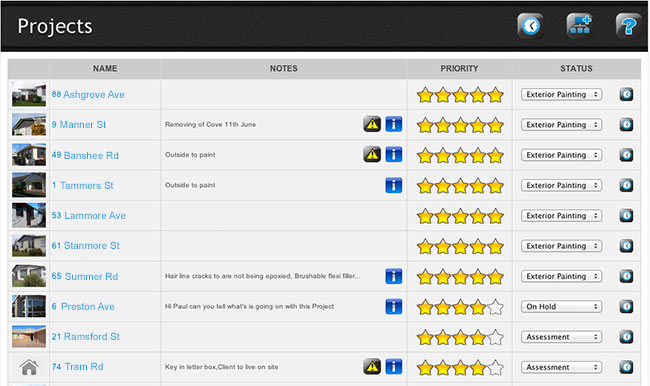 Projects
NAME NOTES PRIORITY STATUS
88 Ashgrove Ave Exterior Painting
9 Manner St Removing of Cove 11th June Exterior Painting
49 Banshee Rd Outside to paint Exterior Painting
1 Tammers St Outside to paint Exterior Painting
53 Lammore Ave Exterior Painting
61 Stanmore St Exterior Painting
65 Summer Rd Hair line cracks to are not being epoxied, Brushable flexi filler... Exterior Painting
6 Preston Ave Hi Paul can you tell what's is going on with this Project On Hold
21 Ramsford St Assessment
74 Tram Rd Key in letter box,Client to live on site Assessment